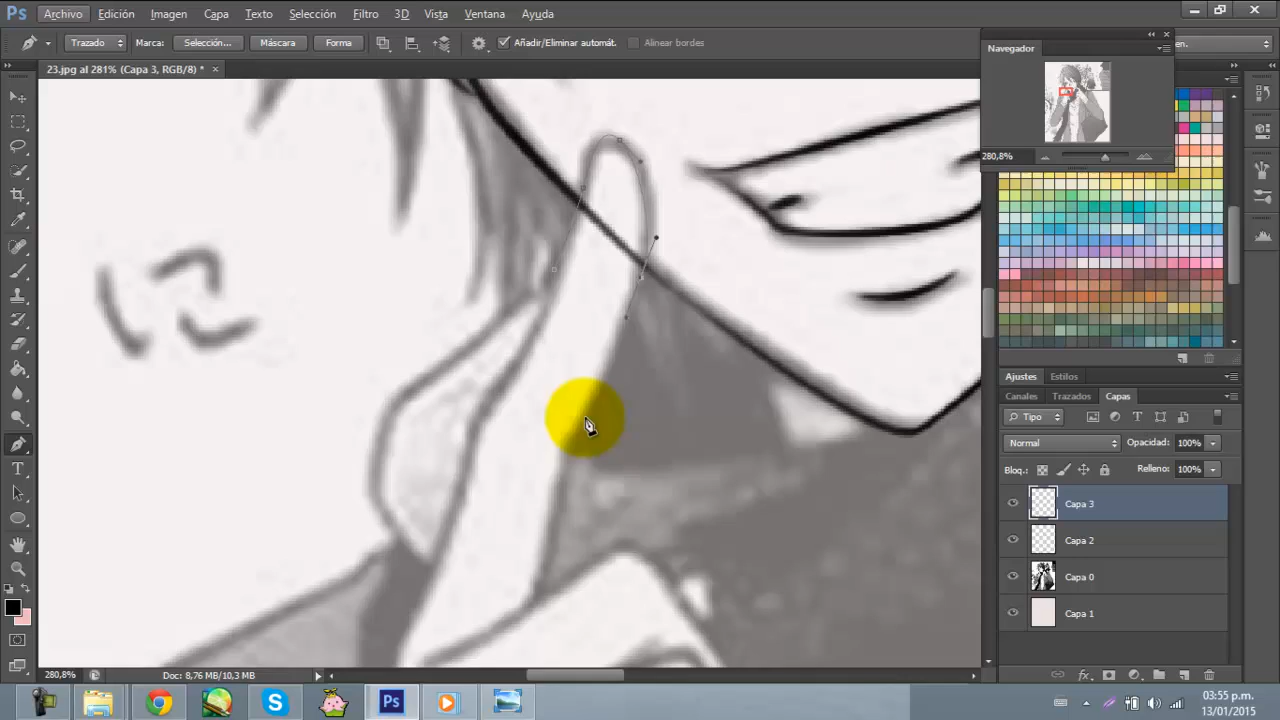 Ps Archivo Edición Imagen Capa Texto Selección Filtro 3D Vista Ventana Ayuda
Trazado Marca: Selección... Máscara Forma Añadir/Eliminar automát. Alinear bordes en.
23.jpg al 281% (Capa 3, RGB/8) *
Navegador
280,8%
Ajustes Estilos
Canales Trazados Capas
Tipo
Normal Opacidad: 100%
Bloq.: Relleno: 100%
Capa 3
Capa 2
Capa 0
Capa 1
280,8% Doc: 8,76 MB/10,3 MB
Ps
03:55 p.m.
13/01/2015